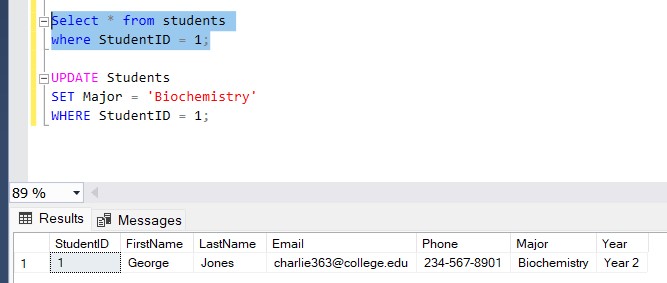 Select * from students
where StudentID = 1;
UPDATE Students
SET Major = 'Biochemistry'
WHERE StudentID = 1;
89 %
Results Messages
StudentID FirstName LastName Email Phone Major Year
1 1 George Jones charlie363@college.edu 234-567-8901 Biochemistry Year 2